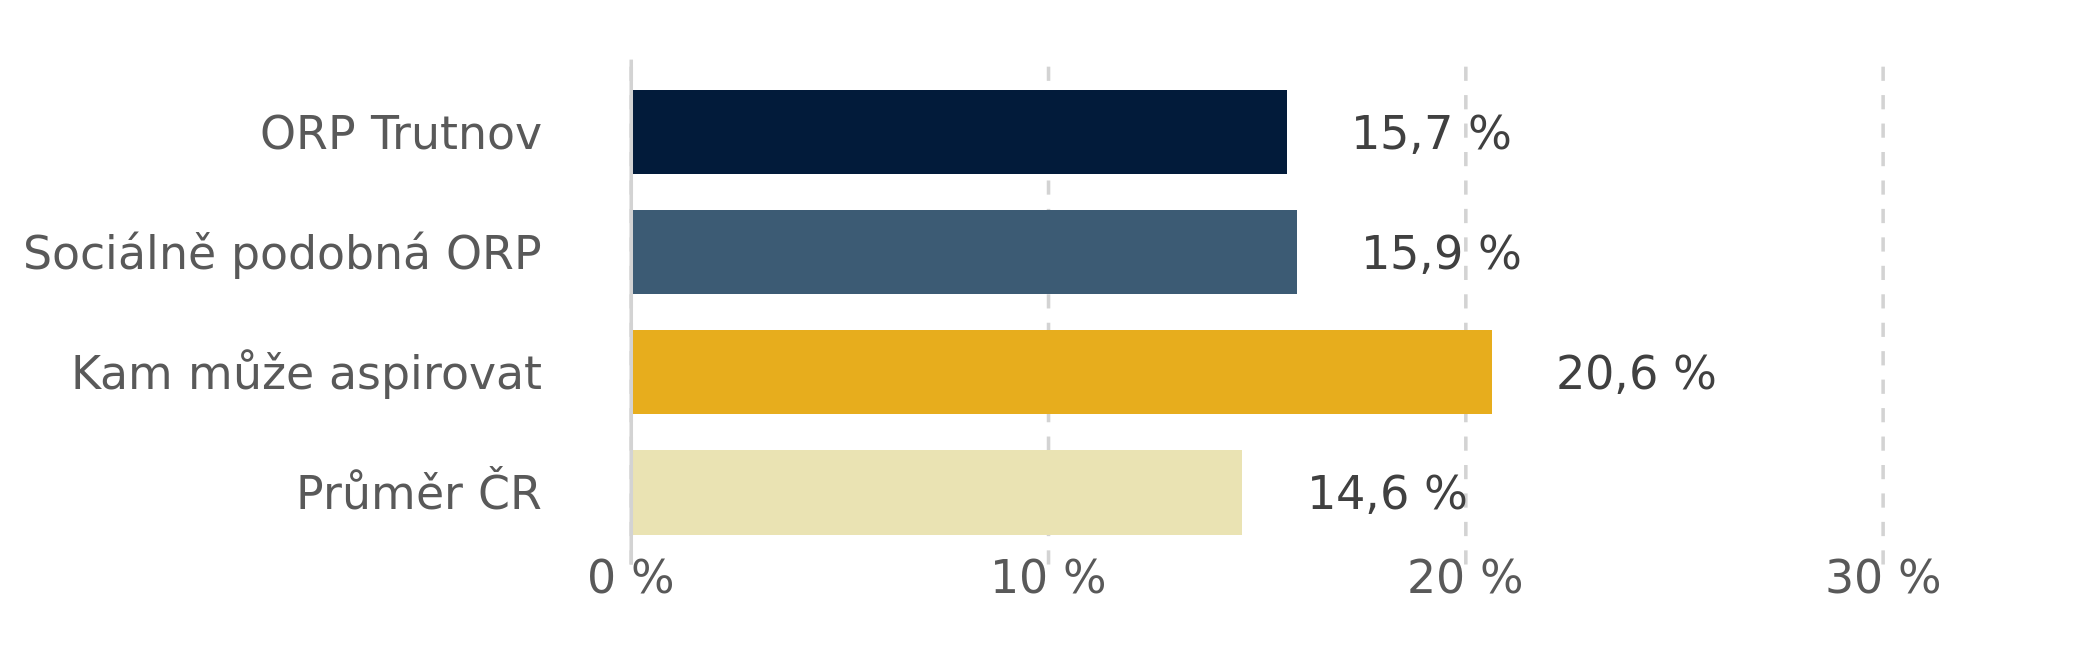 ORP Trutnov 15,7 %
Sociálně podobná ORP 15,9 %
Kam může aspirovat 20,6 %
Průměr ČR 14,6 %
0 % 10 % 20 % 30 %